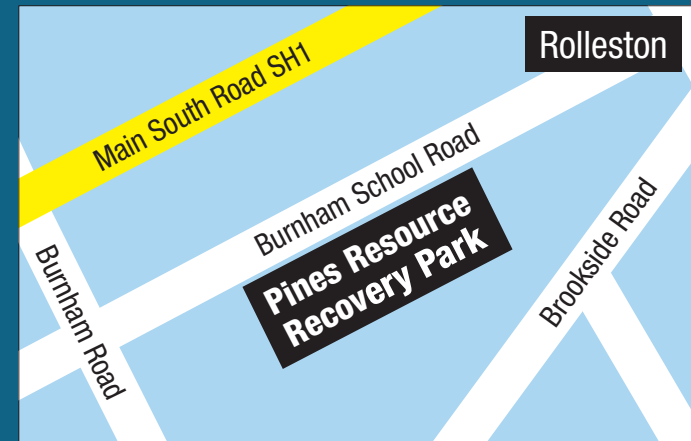 Rolleston
Main South Road SH1
Burnham School Road
Pines Resource
Recovery Park
Brookside Road
Burnham Road